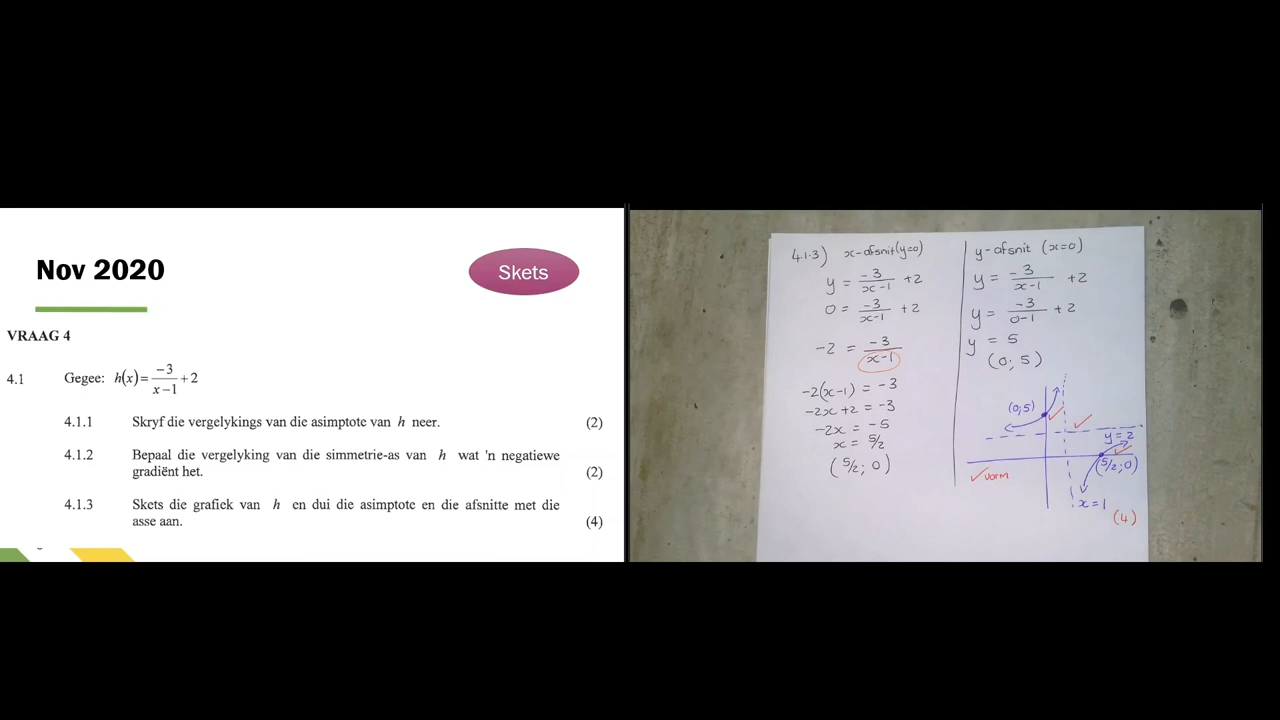 Nov 2020
Skets
VRAAG 4
4.1 Gegee: h(x) = -3/(x-1) + 2
4.1.1 Skryf die vergelykings van die asimptote van h neer. (2)
4.1.2 Bepaal die vergelyking van die simmetrie-as van h wat 'n negatiewe
gradiënt het. (2)
4.1.3 Skets die grafiek van h en dui die asimptote en die afsnitte met die
asse aan. (4)
4.1.3) x-afsnit (y=0)
y = -3/(x-1) + 2
0 = -3/(x-1) + 2
-2 = -3/(x-1)
-2(x-1) = -3
-2x + 2 = -3
-2x = -5
x = 5/2
(5/2; 0)
y-afsnit (x=0)
y = -3/(x-1) + 2
y = -3/(0-1) + 2
y = 5
(0; 5)
(0;5)
y = 2
(5/2; 0)
✓vorm
x = 1
(4)